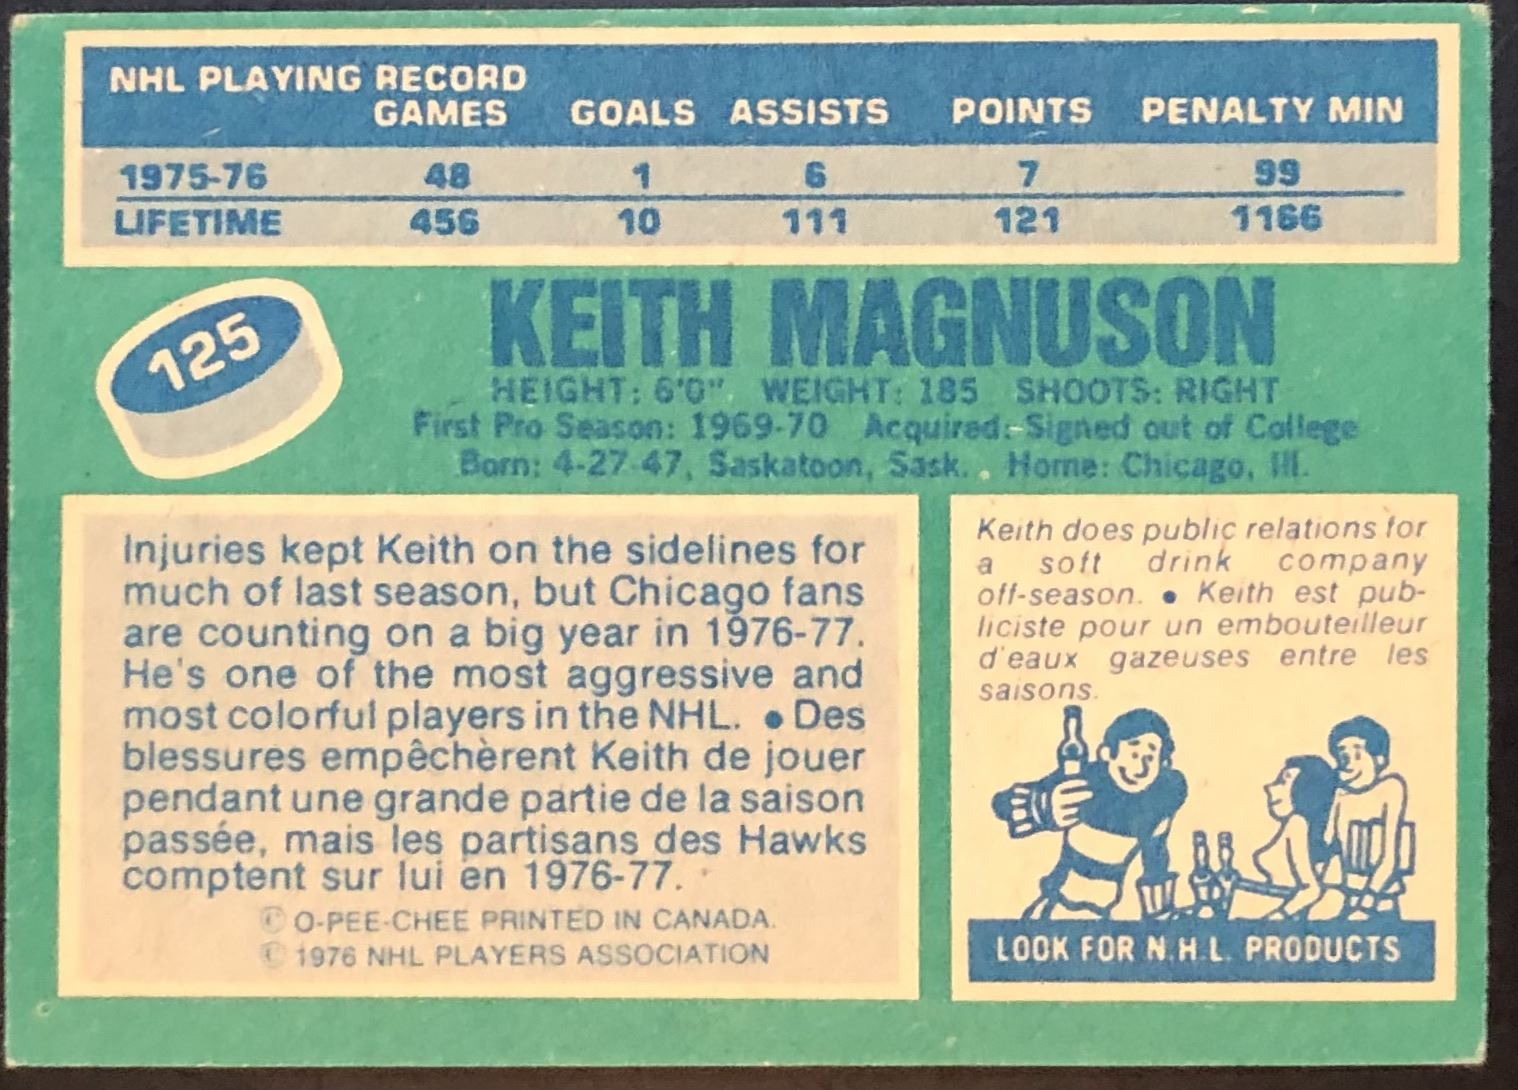 NHL PLAYING RECORD
GAMES GOALS ASSISTS POINTS PENALTY MIN
1975-76 48 1 6 7 99
LIFETIME 456 10 111 121 1166
125
KEITH MAGNUSON
HEIGHT: 6'0" WEIGHT: 185 SHOOTS: RIGHT
First Pro Season: 1969-70 Acquired: Signed out of College
Born: 4-27-47, Saskatoon, Sask. Home: Chicago, Ill.
Injuries kept Keith on the sidelines for
much of last season, but Chicago fans
are counting on a big year in 1976-77.
He's one of the most aggressive and
most colorful players in the NHL. • Des
blessures empêchèrent Keith de jouer
pendant une grande partie de la saison
passée, mais les partisans des Hawks
comptent sur lui en 1976-77.
© O-PEE-CHEE PRINTED IN CANADA.
© 1976 NHL PLAYERS ASSOCIATION
Keith does public relations for
a soft drink company
off-season. • Keith est pub-
liciste pour un embouteilleur
d'eaux gazeuses entre les
saisons.
LOOK FOR N.H.L. PRODUCTS